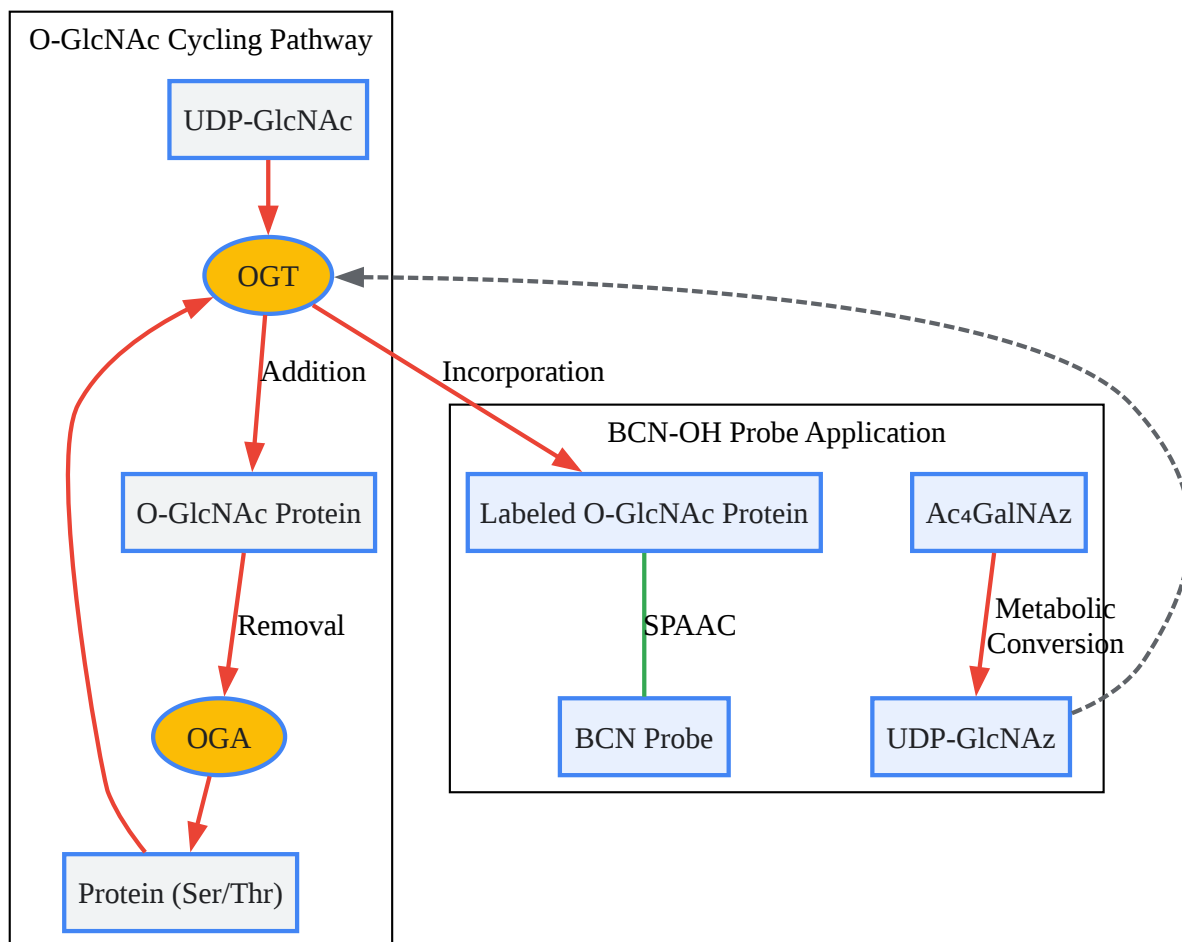 O-GlcNAc Cycling Pathway
UDP-GlcNAc
OGT
Addition
Incorporation
BCN-OH Probe Application
O-GlcNAc Protein
Labeled O-GlcNAc Protein
Ac₄GalNAz
Removal
SPAAC
Metabolic
Conversion
OGA
BCN Probe
UDP-GlcNAz
Protein (Ser/Thr)